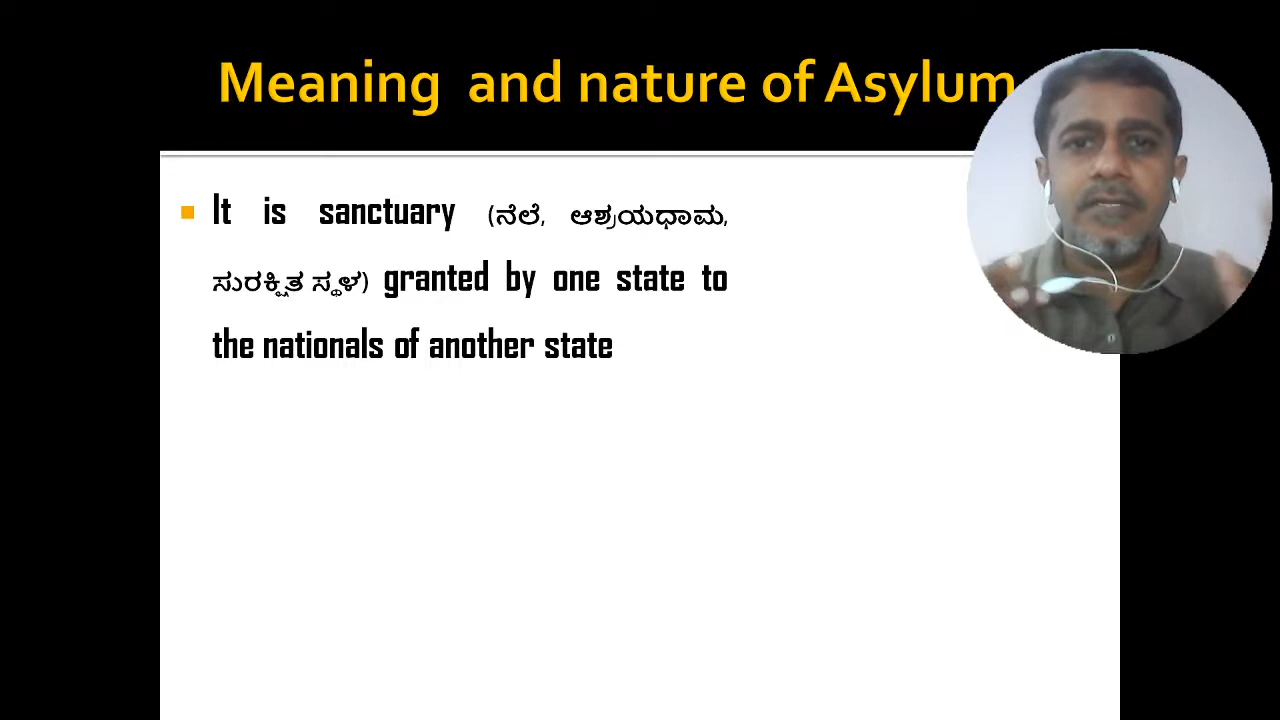 Meaning and nature of Asylum
It is sanctuary (ನೆಲೆ, ಆಶ್ರಯಧಾಮ,
ಸುರಕ್ಷಿತ ಸ್ಥಳ) granted by one state to
the nationals of another state